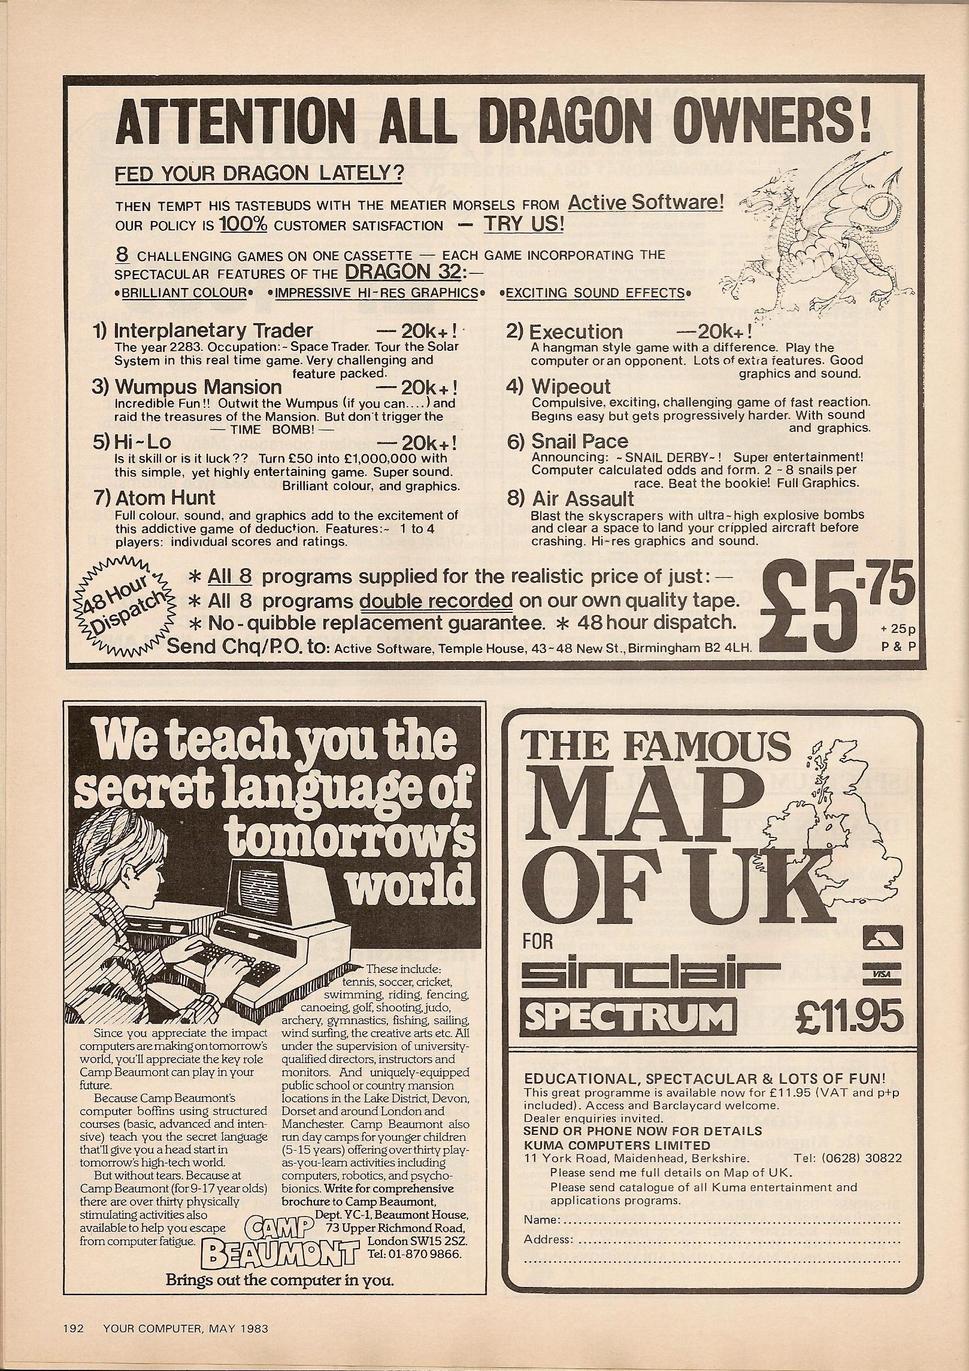 ATTENTION ALL DRAGON OWNERS!
FED YOUR DRAGON LATELY?
THEN TEMPT HIS TASTEBUDS WITH THE MEATIER MORSELS FROM Active Software!
OUR POLICY IS 100% CUSTOMER SATISFACTION — TRY US!
8 CHALLENGING GAMES ON ONE CASSETTE — EACH GAME INCORPORATING THE
SPECTACULAR FEATURES OF THE DRAGON 32:—
•BRILLIANT COLOUR• •IMPRESSIVE HI-RES GRAPHICS• •EXCITING SOUND EFFECTS•
1) Interplanetary Trader — 20k+!
The year 2283. Occupation:- Space Trader. Tour the Solar
System in this real time game. Very challenging and
feature packed.
2) Execution —20k+!
A hangman style game with a difference. Play the
computer or an opponent. Lots of extra features. Good
graphics and sound.
3) Wumpus Mansion — 20k+!
Incredible Fun!! Outwit the Wumpus (if you can....) and
raid the treasures of the Mansion. But don't trigger the
— TIME BOMB! —
4) Wipeout
Compulsive, exciting, challenging game of fast reaction.
Begins easy but gets progressively harder. With sound
and graphics.
5) Hi-Lo — 20k+!
Is it skill or is it luck?? Turn £50 into £1,000,000 with
this simple, yet highly entertaining game. Super sound.
Brilliant colour, and graphics.
6) Snail Pace
Announcing: -SNAIL DERBY-! Super entertainment!
Computer calculated odds and form. 2 - 8 snails per
race. Beat the bookie! Full Graphics.
7) Atom Hunt
Full colour, sound, and graphics add to the excitement of
this addictive game of deduction. Features:- 1 to 4
players: individual scores and ratings.
8) Air Assault
Blast the skyscrapers with ultra-high explosive bombs
and clear a space to land your crippled aircraft before
crashing. Hi-res graphics and sound.
48 Hour
Dispatch
* All 8 programs supplied for the realistic price of just:—
* All 8 programs double recorded on our own quality tape.
* No-quibble replacement guarantee. * 48 hour dispatch.
£5.75
+ 25p
P & P
Send Chq/P.O. to: Active Software, Temple House, 43-48 New St., Birmingham B2 4LH.
We teach you the
secret language of
tomorrow's
world
Since you appreciate the impact
computers are making on tomorrow's
world, you'll appreciate the key role
Camp Beaumont can play in your
future.
Because Camp Beaumont's
computer boffins using structured
courses (basic, advanced and inten-
sive) teach you the secret language
that'll give you a head start in
tomorrow's high-tech world.
But without tears. Because at
Camp Beaumont (for 9-17 year olds)
there are over thirty physically
stimulating activities also
available to help you escape
from computer fatigue.
These include:
tennis, soccer, cricket,
swimming, riding, fencing,
canoeing, golf, shooting, judo,
archery, gymnastics, fishing, sailing,
wind surfing, the creative arts etc. All
under the supervision of university-
qualified directors, instructors and
monitors. And uniquely-equipped
public school or country mansion
locations in the Lake District, Devon,
Dorset and around London and
Manchester. Camp Beaumont also
run day camps for younger children
(5-15 years) offering over thirty play-
as-you-learn activities including
computers, robotics, and psycho-
bionics. Write for comprehensive
brochure to Camp Beaumont,
Dept. YC-1, Beaumont House,
73 Upper Richmond Road,
London SW15 2SZ.
Tel: 01-870 9866.
CAMP
BEAUMONT
Brings out the computer in you.
THE FAMOUS
MAP
OF UK
FOR
sinclair
VISA
SPECTRUM
£11.95
EDUCATIONAL, SPECTACULAR & LOTS OF FUN!
This great programme is available now for £11.95 (VAT and p+p
included). Access and Barclaycard welcome.
Dealer enquiries invited.
SEND OR PHONE NOW FOR DETAILS
KUMA COMPUTERS LIMITED
11 York Road, Maidenhead, Berkshire. Tel: (0628) 30822
Please send me full details on Map of UK.
Please send catalogue of all Kuma entertainment and
applications programs.
Name:
Address:
192 YOUR COMPUTER, MAY 1983